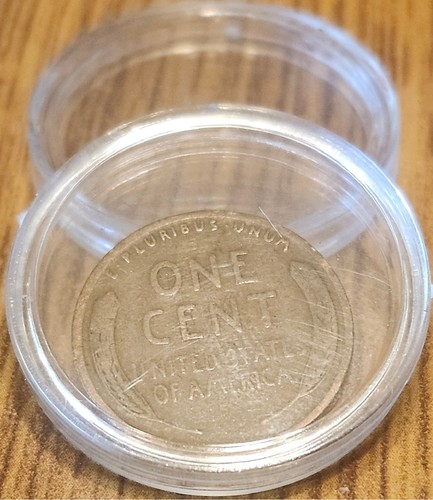 E · PLURIBUS · UNUM
ONE
CENT
UNITED STATES
OF AMERICA